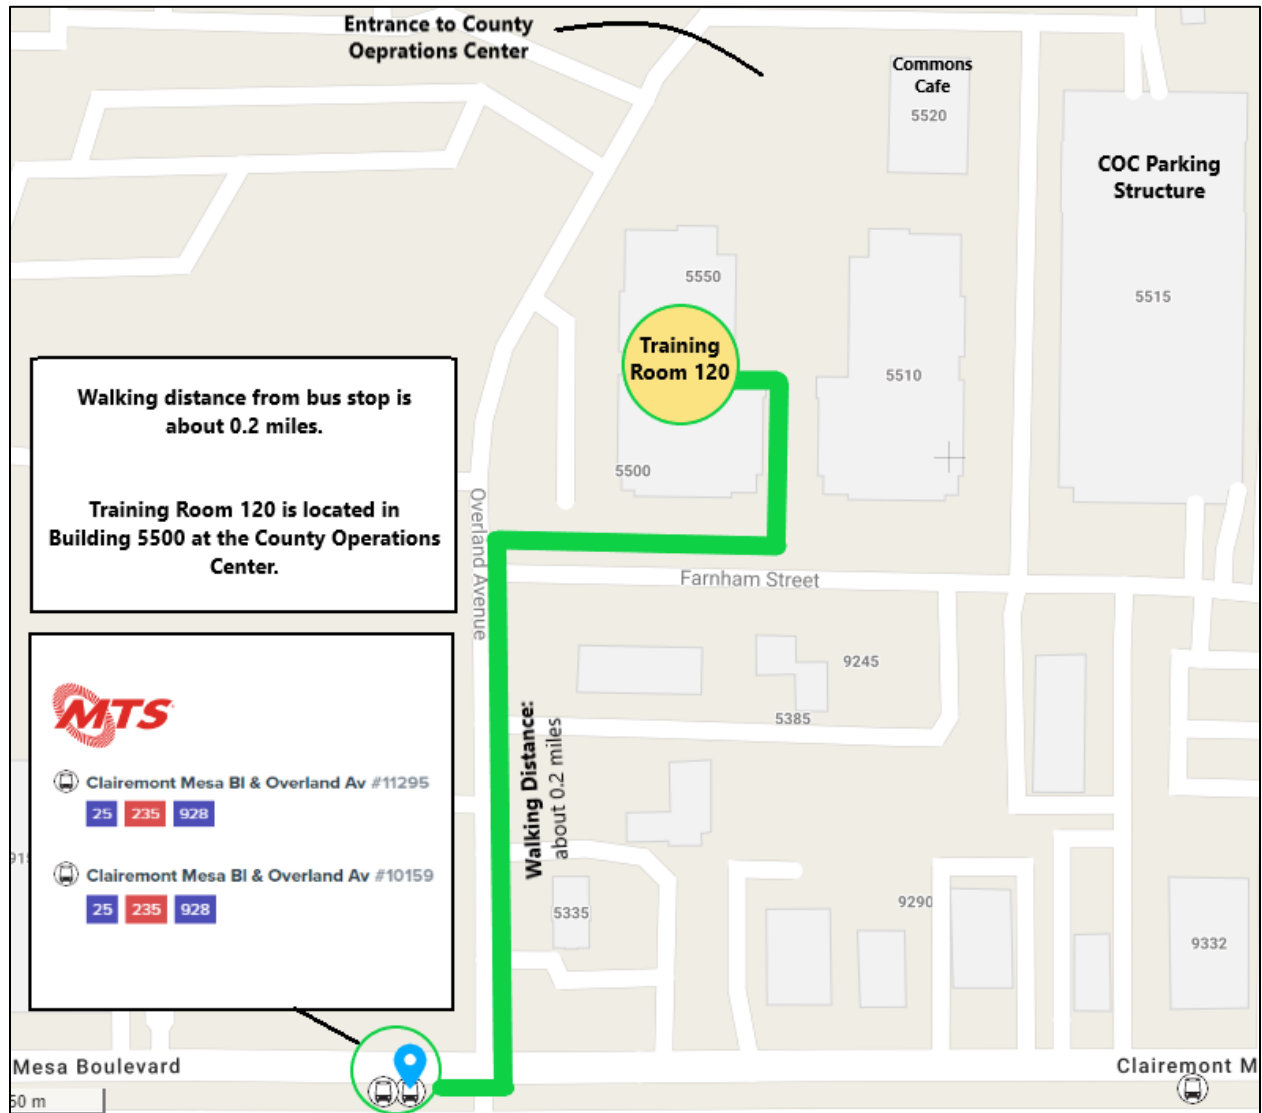 Entrance to County
Oeprations Center
Commons
Cafe
5520
COC Parking
Structure
5550
5515
Training
Room 120
5510
Walking distance from bus stop is
about 0.2 miles.
Training Room 120 is located in
Building 5500 at the County Operations
Center.
5500
Overland Avenue
Farnham Street
9245
5385
MTS
Clairemont Mesa Bl & Overland Av #11295
25 235 928
Clairemont Mesa Bl & Overland Av #10159
25 235 928
Walking Distance:
about 0.2 miles
5335
9290
9332
Mesa Boulevard
Clairemont M
50 m